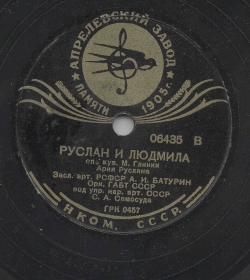 АПРЕЛЕВСКИЙ ЗАВОД
ПАМЯТИ 1905 г.
06435 В
РУСЛАН И ЛЮДМИЛА
оп., муз. М. Глинки
Ария Руслана
Засл. арт. РСФСР А. И. БАТУРИН
Орк. ГАБТ СССР
под упр. нар. арт. СССР
С. А. Самосуда
ГРК 0457
НКОМ. СССР